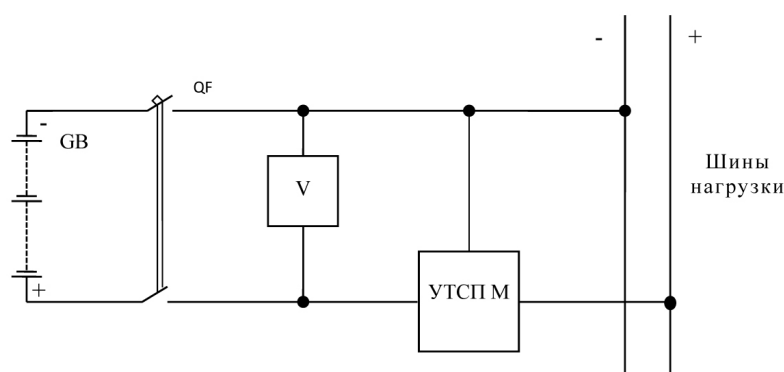 - +
QF
-
GB
V
Шины
нагрузки
+
УТСП М